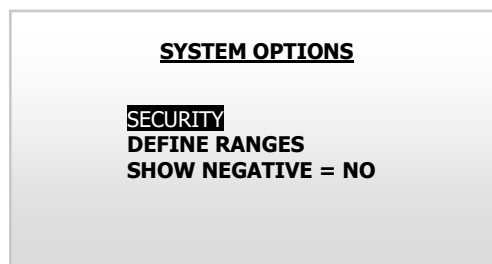 SYSTEM OPTIONS
SECURITY
DEFINE RANGES
SHOW NEGATIVE = NO